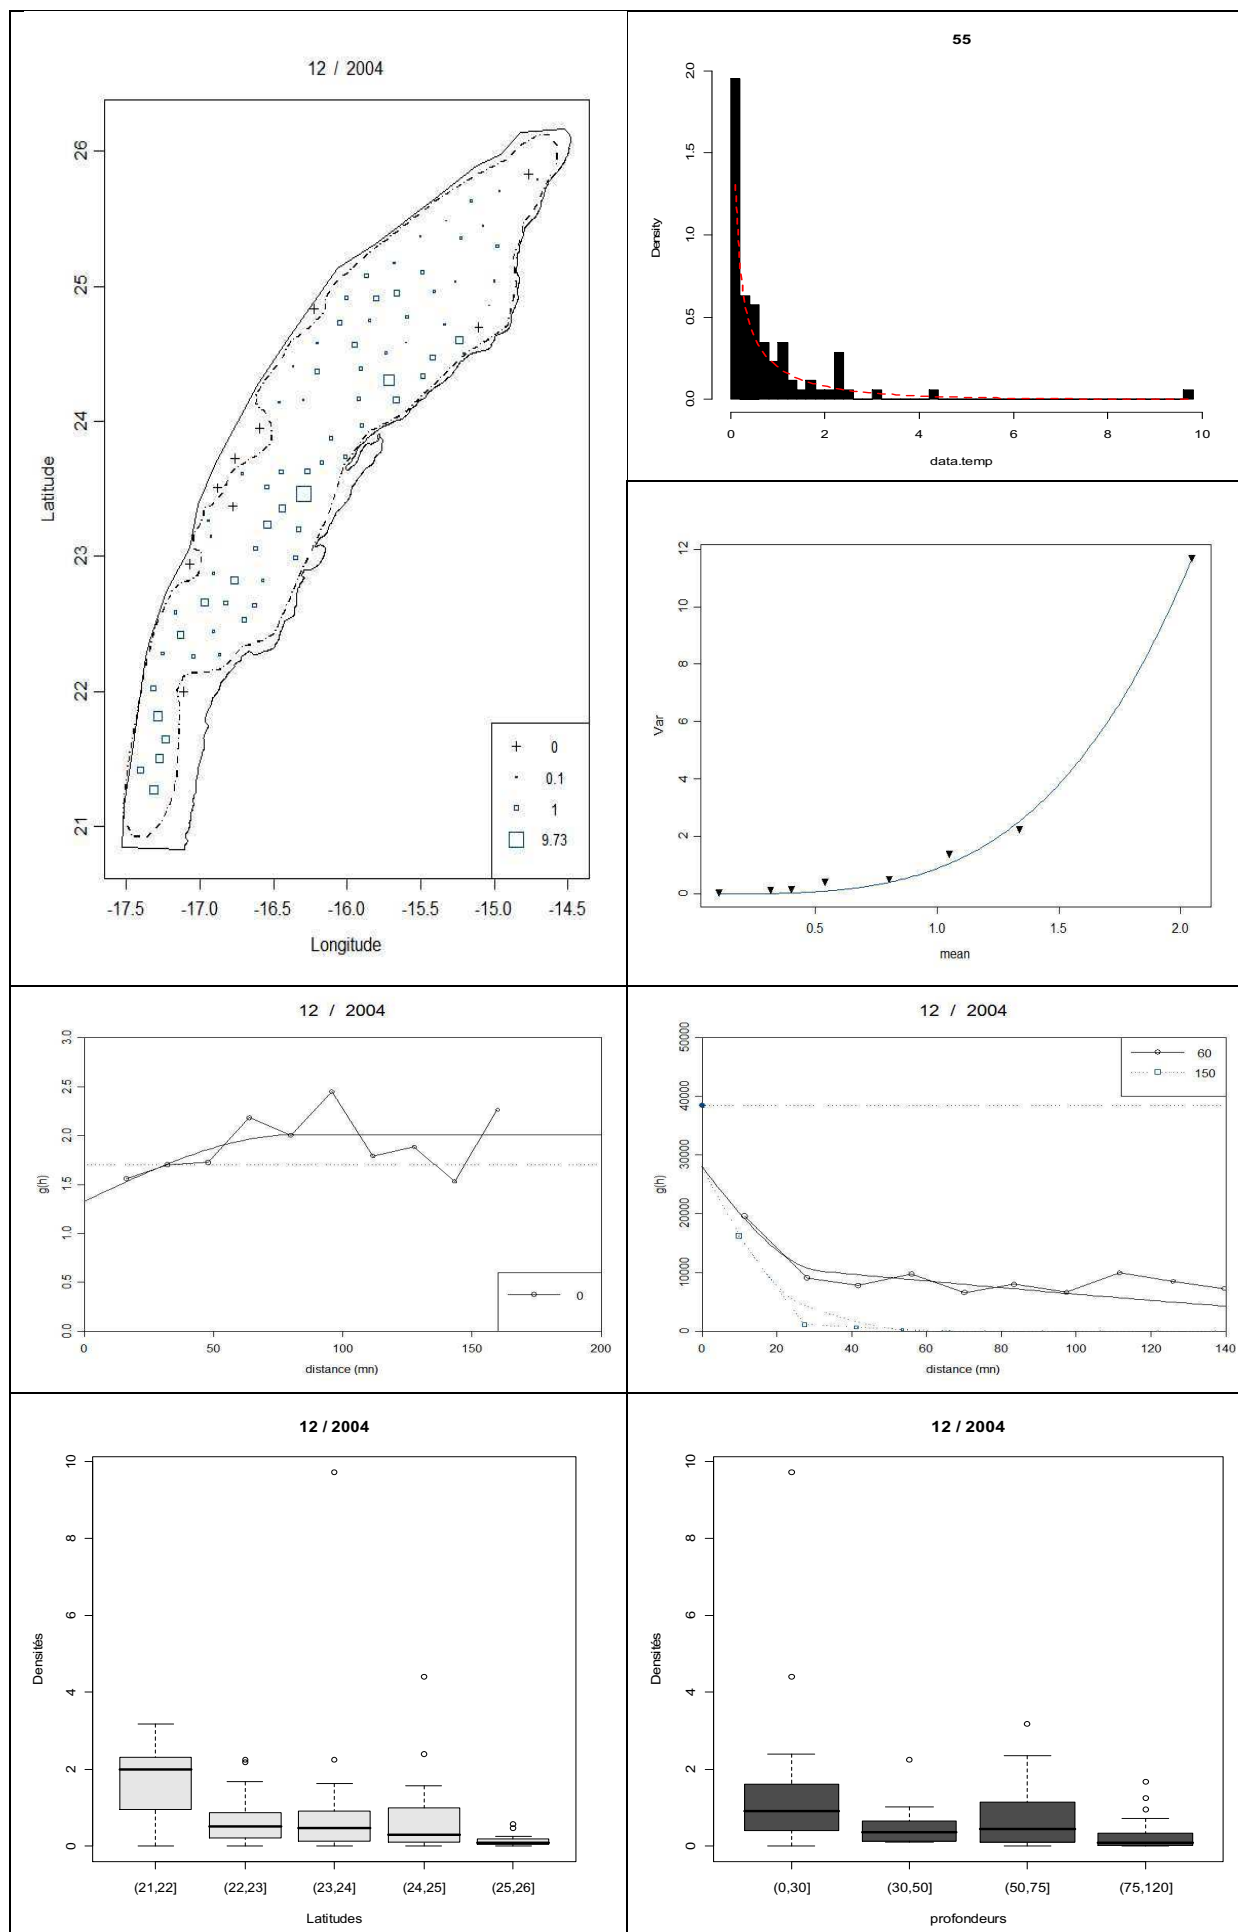 12 / 2004
Latitude
26
25
24
23
22
21
+ 0
0.1
1
9.73
-17.5 -17.0 -16.5 -16.0 -15.5 -15.0 -14.5
Longitude
55
Density
2.0
1.5
1.0
0.5
0.0
0 2 4 6 8 10
data.temp
Var
12
10
8
6
4
2
0
0.5 1.0 1.5 2.0
mean
12 / 2004
g(h)
3.0
2.5
2.0
1.5
1.0
0.5
0.0
0
0 50 100 150 200
distance (mn)
12 / 2004
g(h)
50000
40000
30000
20000
10000
0
60
150
0 20 40 60 80 100 120 140
distance (mn)
12 / 2004
Densités
10
8
6
4
2
0
(21,22] (22,23] (23,24] (24,25] (25,26]
Latitudes
12 / 2004
Densités
10
8
6
4
2
0
(0,30] (30,50] (50,75] (75,120]
profondeurs